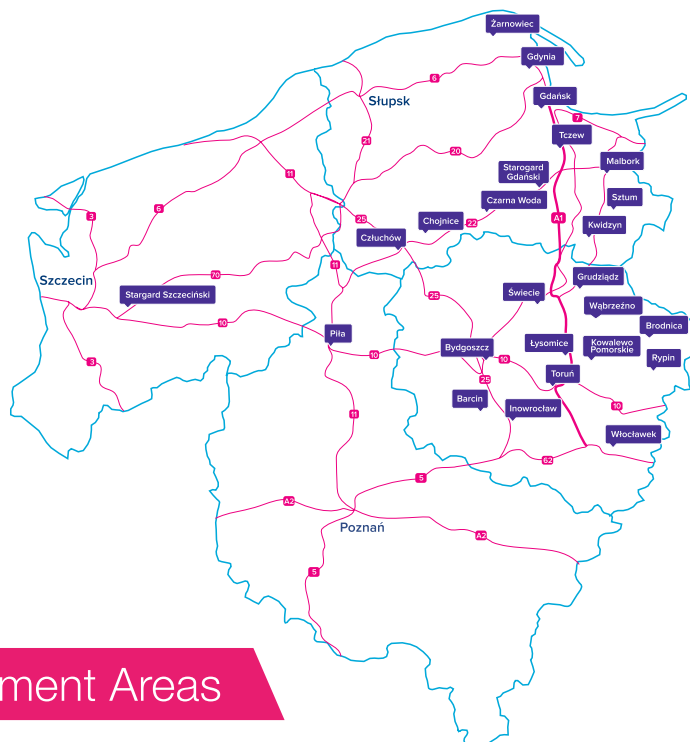 Żarnowiec
Gdynia
6
Gdańsk
Słupsk
7
Tczew
21
20
Malbork
11
Starogard
Gdański
Sztum
Czarna Woda
6
3
25
Chojnice
22
A1
Kwidzyn
Człuchów
11
70
Grudziądz
Szczecin
Stargard Szczeciński
25
Świecie
Wąbrzeźno
10
Brodnica
Piła
Łysomice
Kowalewo
Pomorskie
Bydgoszcz
10
10
Rypin
3
25
Toruń
Barcin
Inowrocław
10
11
Włocławek
62
5
A2
Poznań
A2
5
ment Areas